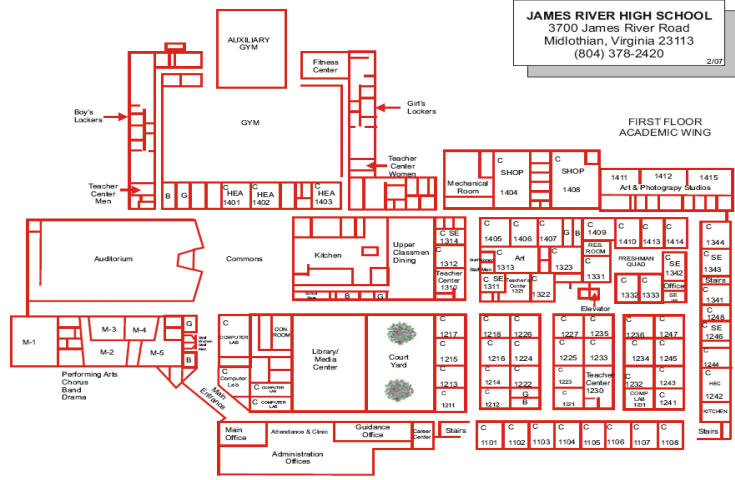 JAMES RIVER HIGH SCHOOL
3700 James River Road
Midlothian, Virginia 23113
(804) 378-2420
2/07
FIRST FLOOR
ACADEMIC WING
AUXILIARY
GYM
Fitness
Center
Boy's
Lockers
GYM
Girl's
Lockers
Teacher
Center
Women
Teacher
Center
Men
B
G
C
HEA
1401
C
HEA
1402
C
HEA
1403
Mechanical
Room
C
SHOP
1404
C
SHOP
1408
1411
1412
1415
Art & Photograpy Studios
Auditorium
Commons
Kitchen
Upper
Classmen
Dining
C SE
1314
C
1312
Teacher
Center
1310
B
G
C
1405
C
1406
C
1407
G
B
C
1409
C
1410
C
1413
C
1414
C
1344
RES.
ROOM
C
1313
Art
C
1323
C
1331
FRESHMAN
QUAD
C
SE
1342
C
SE
1343
Stairs
C SE
1311
Teacher's
Center
1321
C
1322
C
1332
C
1333
Office
SE
C
1341
Elevator
M-1
M-3
M-4
M-2
M-5
G
B
Performing Arts
Chorus
Band
Drama
Main
Entrance
C
COMPUTER
LAB
CON.
ROOM
C
Computer
Lab
C COMPUTER
LAB
C COMPUTER
LAB
Library/
Media
Center
Court
Yard
C
1217
C
1215
C
1213
C
1211
C
1218
C
1226
C
1216
C
1224
C
1214
C
1222
C
1212
G
B
C
1227
C
1235
C
1225
C
1233
C
1223
Teacher
Center
1230
C
1221
C
1236
C
1247
C
1234
C
1245
C
1232
C
1243
COMP.
LAB
1231
C
1241
C
1248
C
SE
1246
C
1244
C
HEC
1242
KITCHEN
Stairs
Main
Office
Attendance & Clinic
Guidance
Office
Career
Center
Stairs
Administration
Offices
C
1101
C
1102
C
1103
C
1104
C
1105
C
1106
C
1107
C
1108